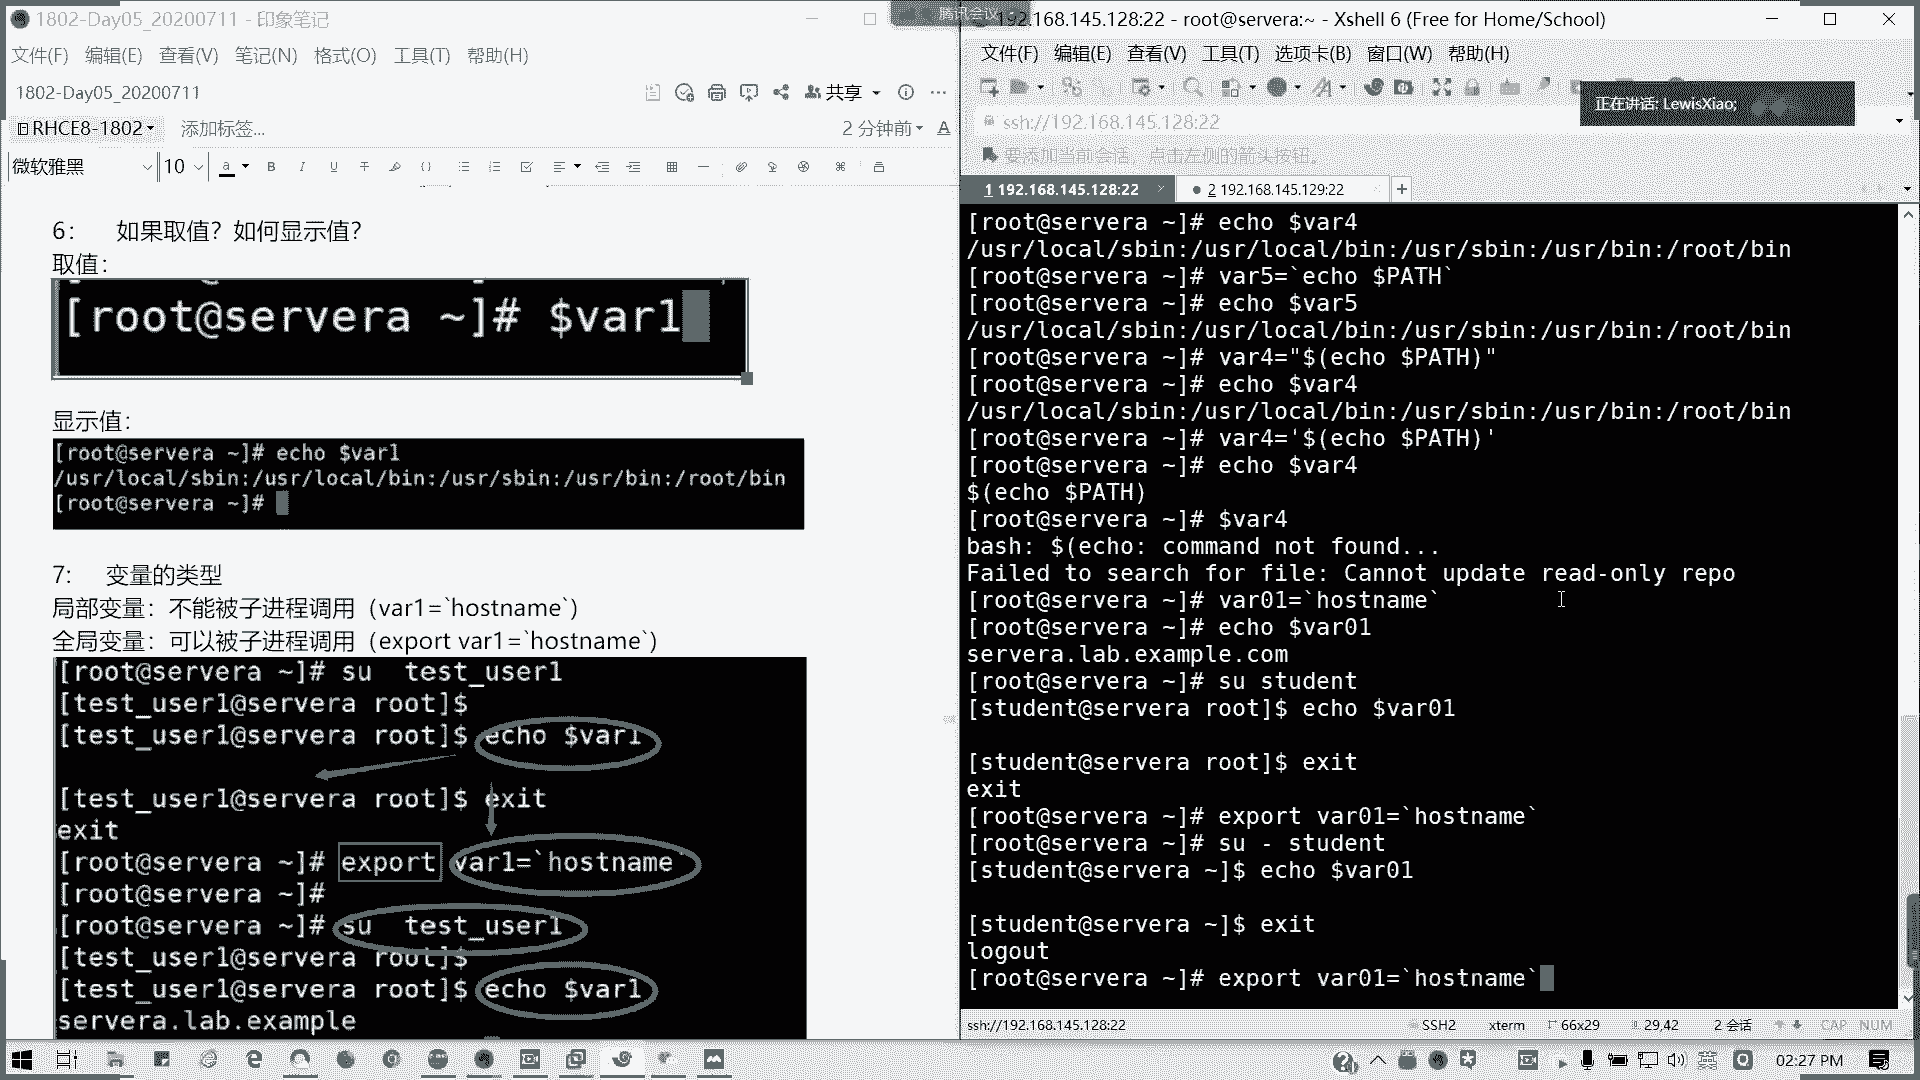 1802-Day05_20200711 - 印象笔记
文件(F) 编辑(E) 查看(V) 笔记(N) 格式(O) 工具(T) 帮助(H)
1802-Day05_20200711
共享
RHCE8-1802
添加标签...
2 分钟前
微软雅黑
10
6： 如果取值？如何显示值？
取值：
[root@servera ~]# $var1
显示值：
[root@servera ~]# echo $var1
/usr/local/sbin:/usr/local/bin:/usr/sbin:/usr/bin:/root/bin
[root@servera ~]#
7: 变量的类型
局部变量：不能被子进程调用（var1=`hostname`）
全局变量：可以被子进程调用（export var1=`hostname`）
[root@servera ~]# su  test_user1
[test_user1@servera root]$
[test_user1@servera root]$ echo $var1
[test_user1@servera root]$ exit
exit
[root@servera ~]# export var1=`hostname`
[root@servera ~]#
[root@servera ~]# su  test_user1
[test_user1@servera root]$
[test_user1@servera root]$ echo $var1
servera.lab.example
腾讯会议
192.168.145.128:22 - root@servera:~ - Xshell 6 (Free for Home/School)
文件(F) 编辑(E) 查看(V) 工具(T) 选项卡(B) 窗口(W) 帮助(H)
正在讲话: LewisXiao;
ssh://192.168.145.128:22
要添加当前会话，点击左侧的箭头按钮。
1 192.168.145.128:22
2 192.168.145.129:22
[root@servera ~]# echo $var4
/usr/local/sbin:/usr/local/bin:/usr/sbin:/usr/bin:/root/bin
[root@servera ~]# var5=`echo $PATH`
[root@servera ~]# echo $var5
/usr/local/sbin:/usr/local/bin:/usr/sbin:/usr/bin:/root/bin
[root@servera ~]# var4="$(echo $PATH)"
[root@servera ~]# echo $var4
/usr/local/sbin:/usr/local/bin:/usr/sbin:/usr/bin:/root/bin
[root@servera ~]# var4='$(echo $PATH)'
[root@servera ~]# echo $var4
$(echo $PATH)
[root@servera ~]# $var4
bash: $(echo: command not found...
Failed to search for file: Cannot update read-only repo
[root@servera ~]# var01=`hostname`
[root@servera ~]# echo $var01
servera.lab.example.com
[root@servera ~]# su student
[student@servera root]$ echo $var01
[student@servera root]$ exit
exit
[root@servera ~]# export var01=`hostname`
[root@servera ~]# su - student
[student@servera ~]$ echo $var01
[student@servera ~]$ exit
logout
[root@servera ~]# export var01=`hostname`
ssh://192.168.145.128:22
SSH2 xterm 66x29 29,42 2 会话 CAP NUM
英
02:27 PM